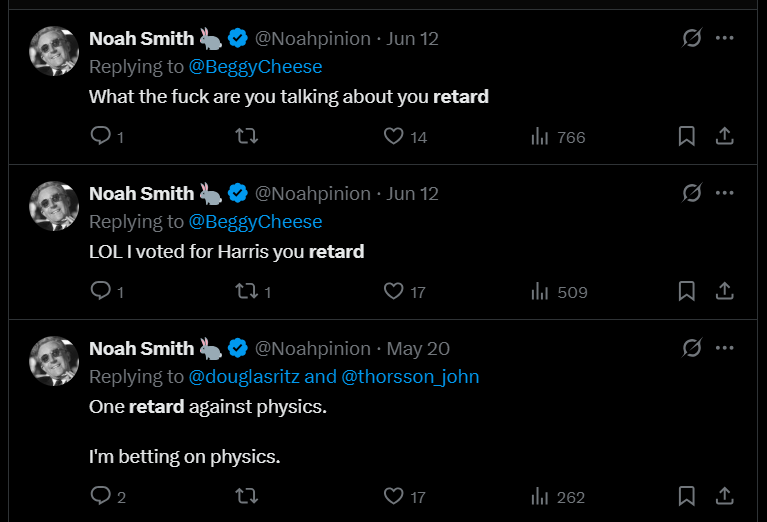 Noah Smith 🐇 @Noahpinion · Jun 12
Replying to @BeggyCheese
What the fuck are you talking about you retard
1 14 766
Noah Smith 🐇 @Noahpinion · Jun 12
Replying to @BeggyCheese
LOL I voted for Harris you retard
1 1 17 509
Noah Smith 🐇 @Noahpinion · May 20
Replying to @douglasritz and @thorsson_john
One retard against physics.
I'm betting on physics.
2 17 262